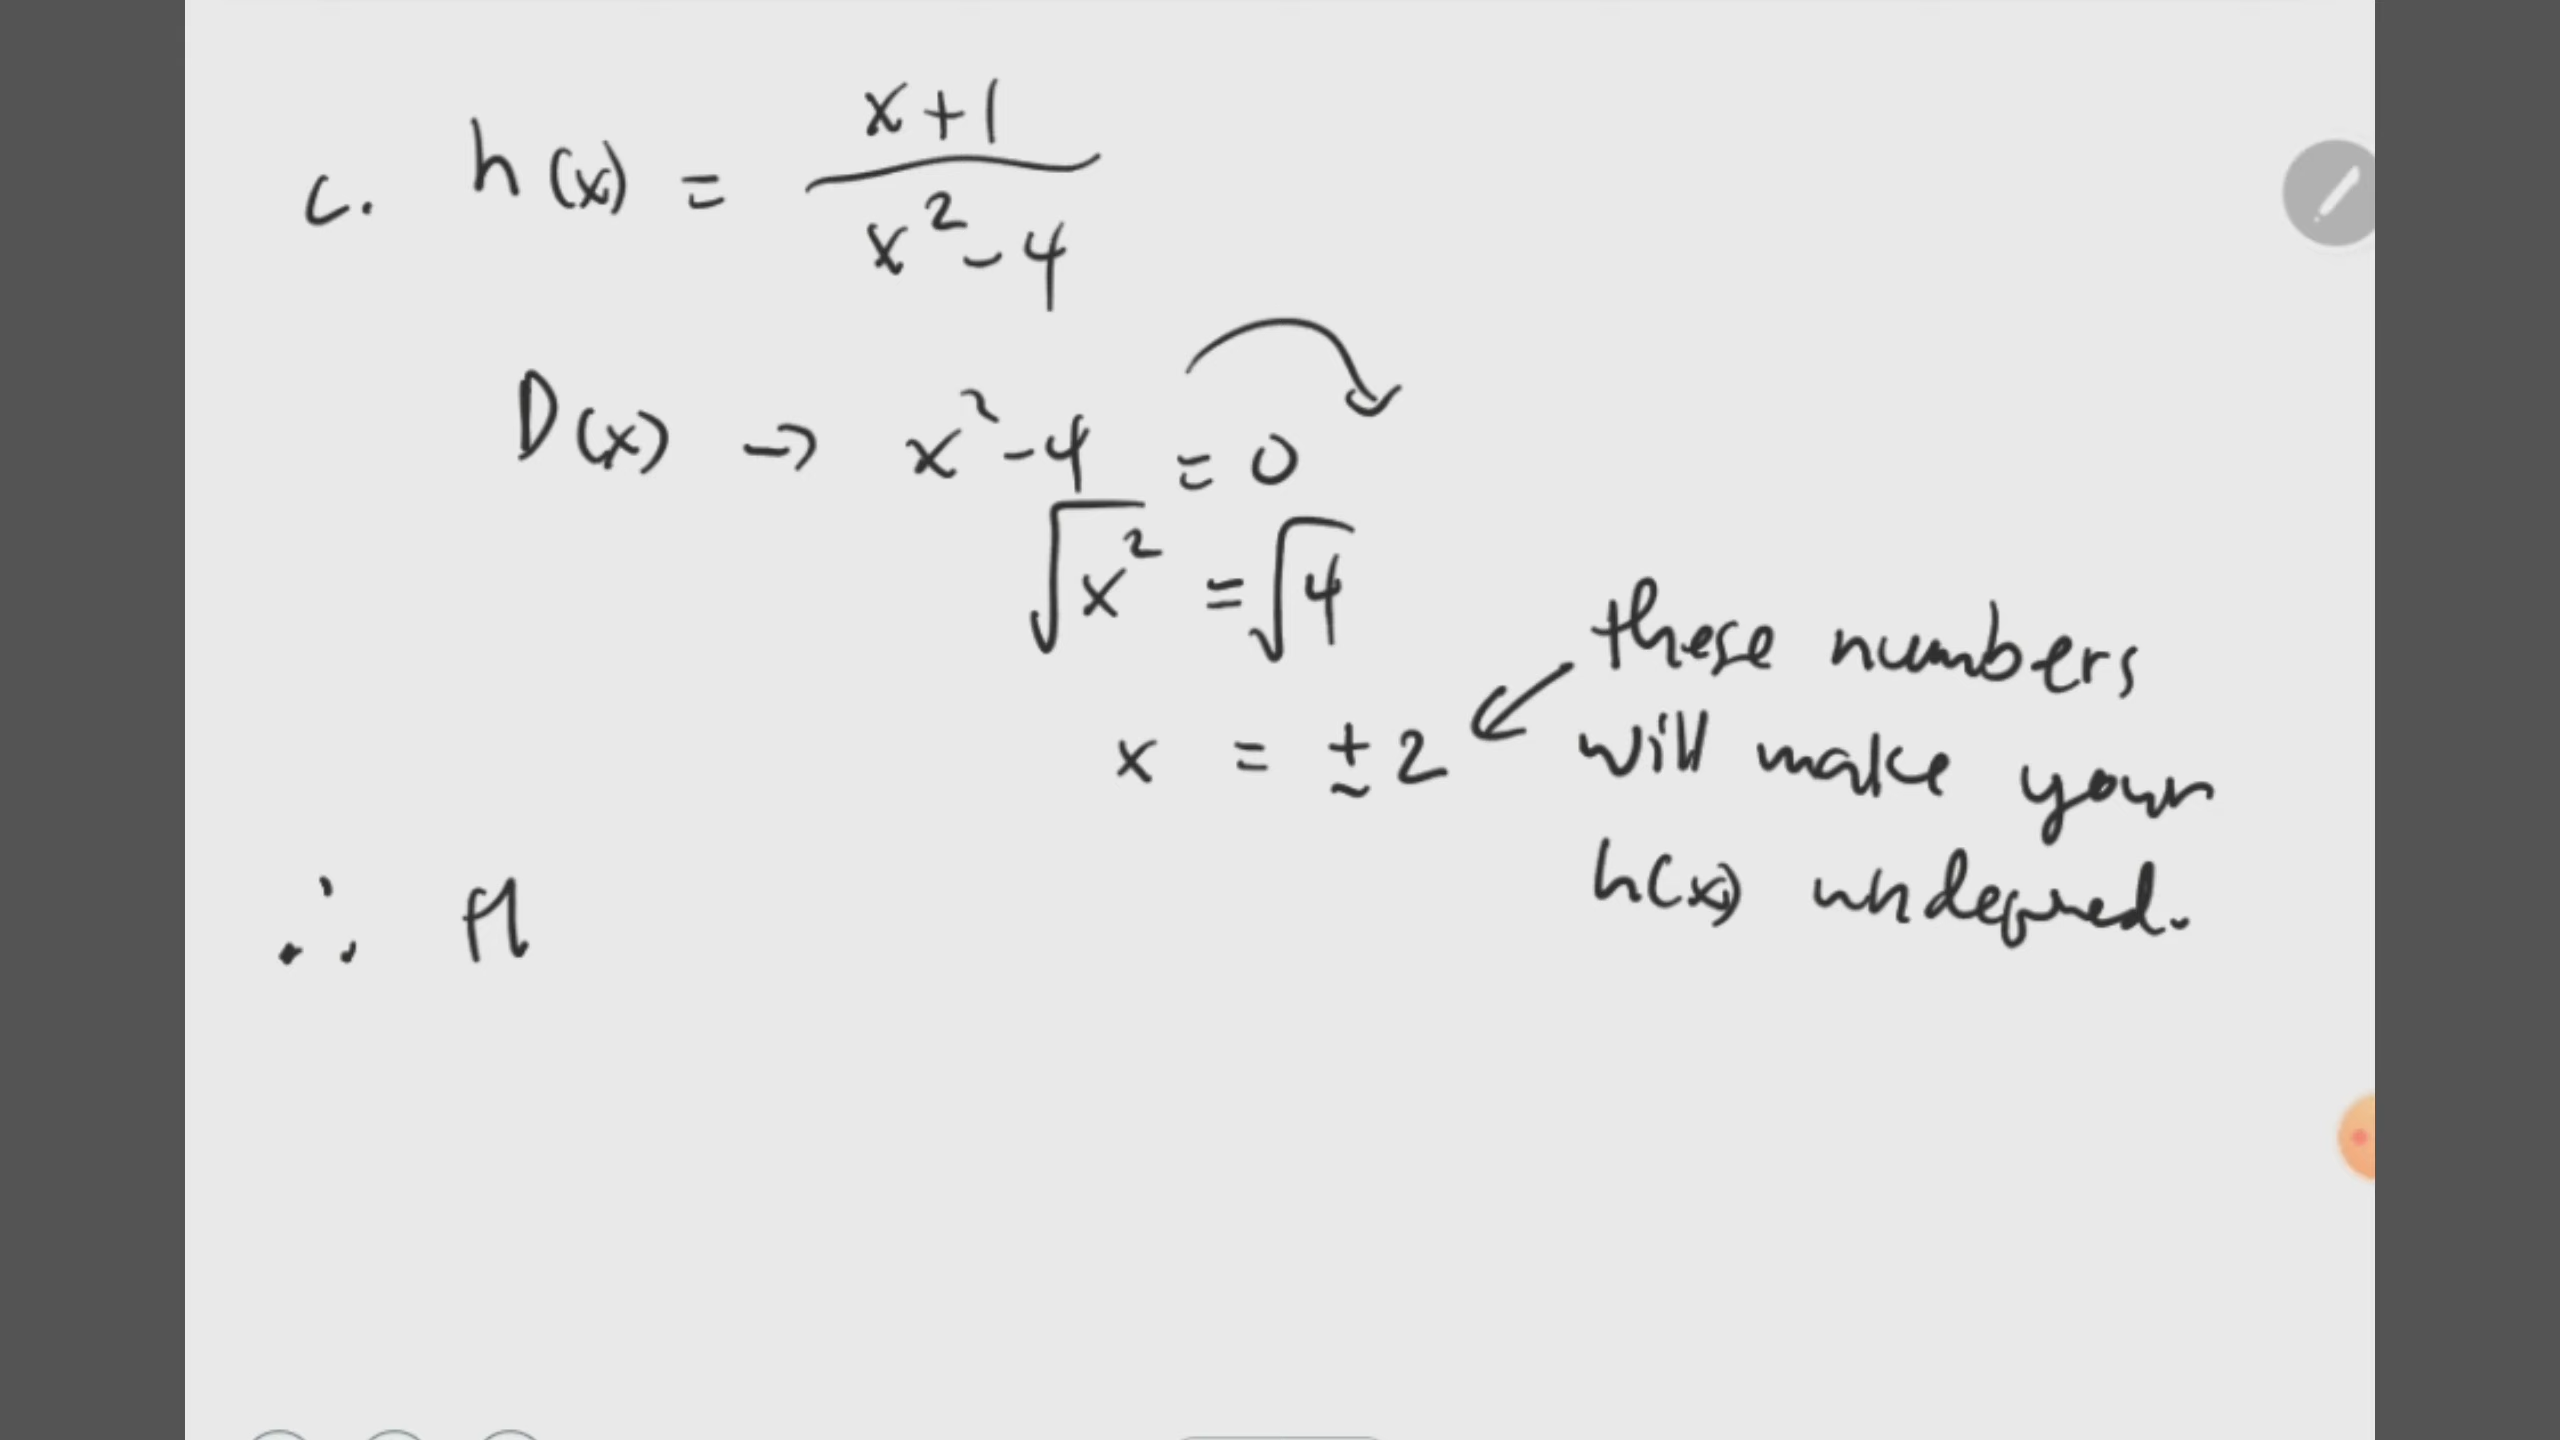 c. h(x) = x+1
x²-4
D(x) → x²-4 = 0
√x² = √4
x = ±2
these numbers
will make your
h(x) undefined.
∴